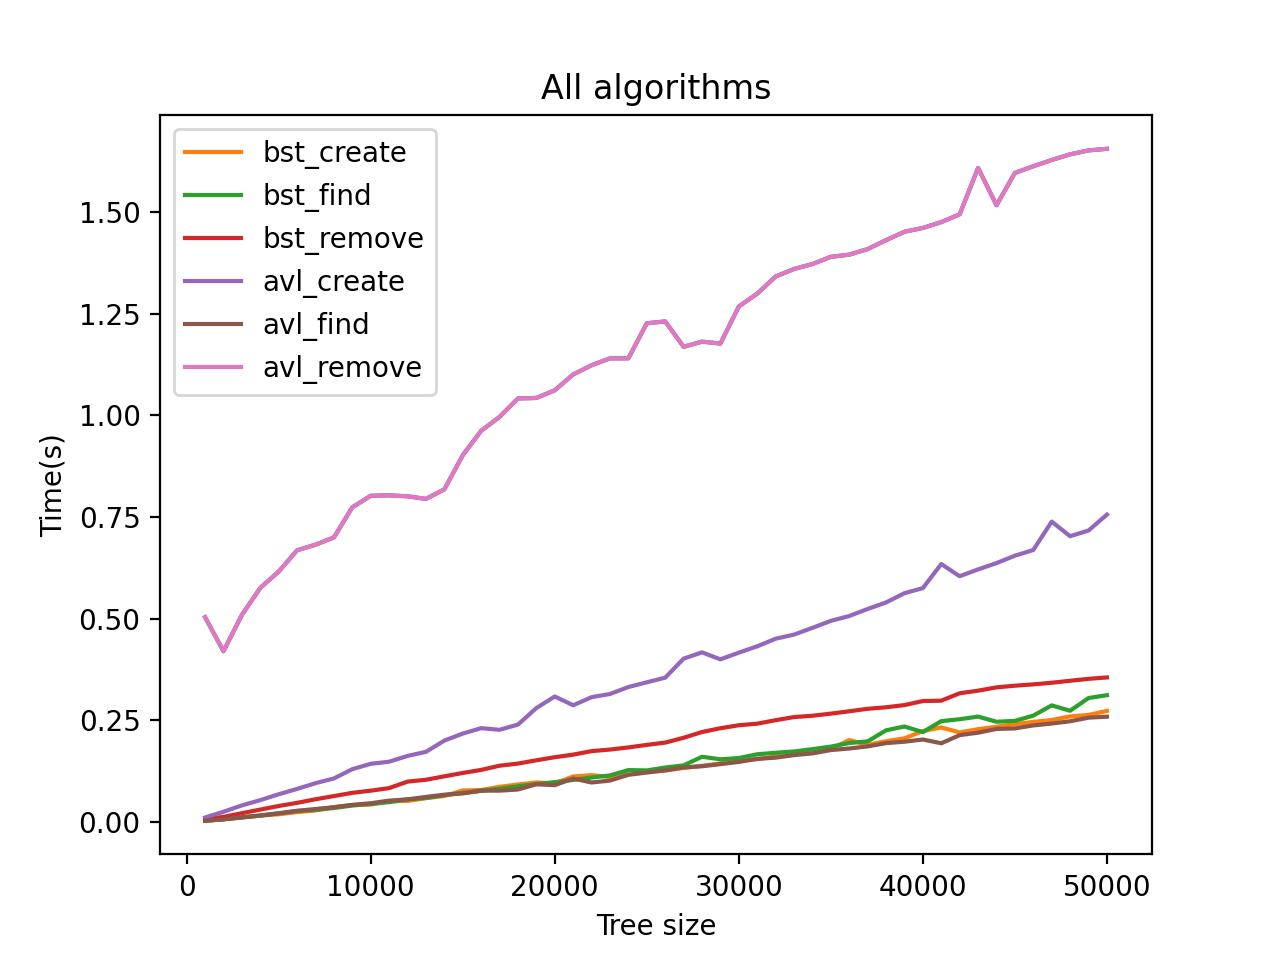 All algorithms
bst_create
bst_find
bst_remove
avl_create
avl_find
avl_remove
1.50
1.25
1.00
0.75
0.50
0.25
0.00
Time(s)
0 10000 20000 30000 40000 50000
Tree size